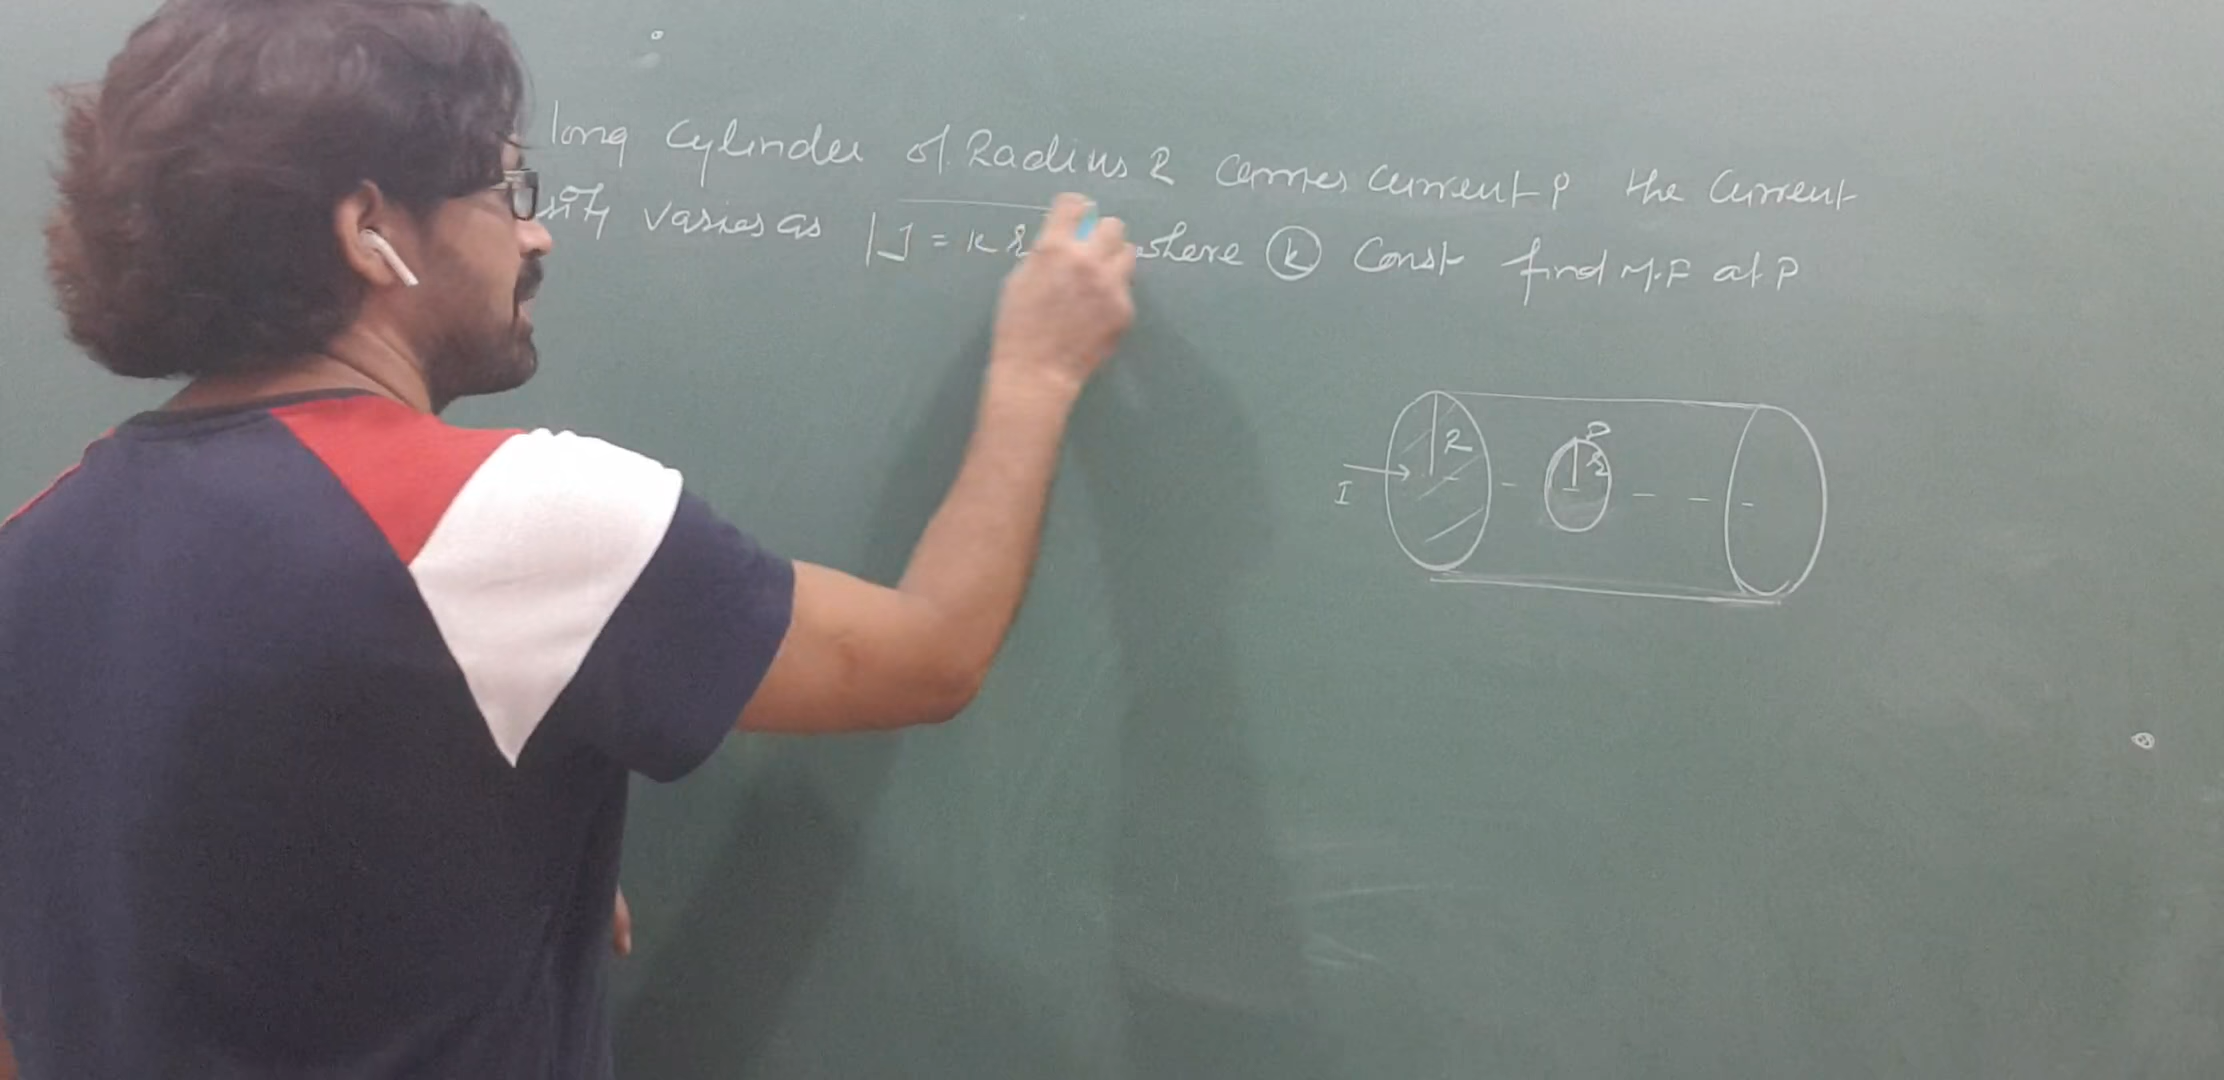 long Cylinder of Radius R carries current i the current
varies as |J = k r where k Const find M.F at P
R
P
r
I